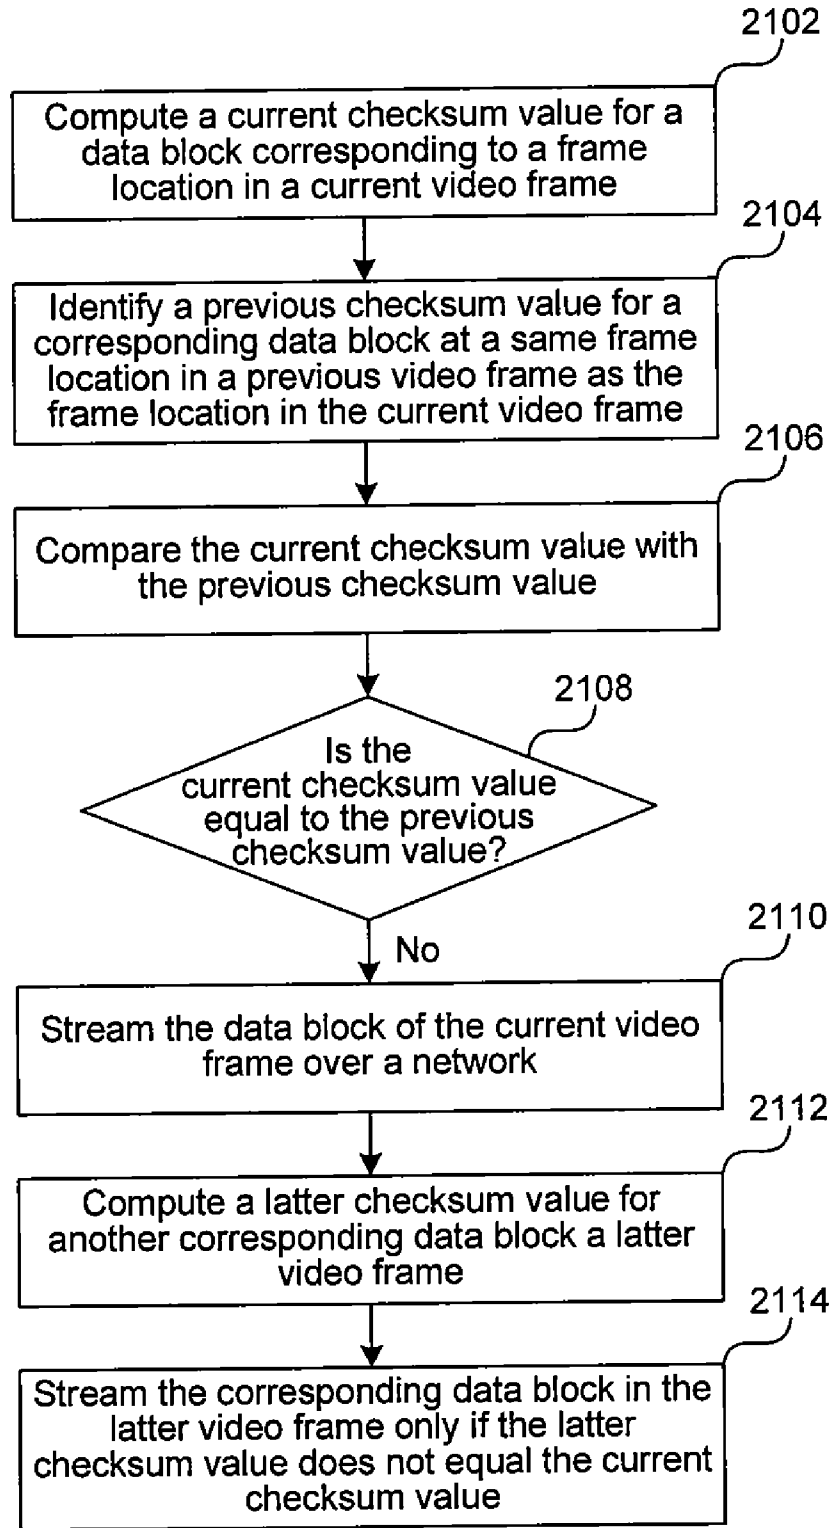 2102
Compute a current checksum value for a
data block corresponding to a frame
location in a current video frame
2104
Identify a previous checksum value for a
corresponding data block at a same frame
location in a previous video frame as the
frame location in the current video frame
2106
Compare the current checksum value with
the previous checksum value
2108
Is the
current checksum value
equal to the previous
checksum value?
No
2110
Stream the data block of the current video
frame over a network
2112
Compute a latter checksum value for
another corresponding data block a latter
video frame
2114
Stream the corresponding data block in the
latter video frame only if the latter
checksum value does not equal the current
checksum value